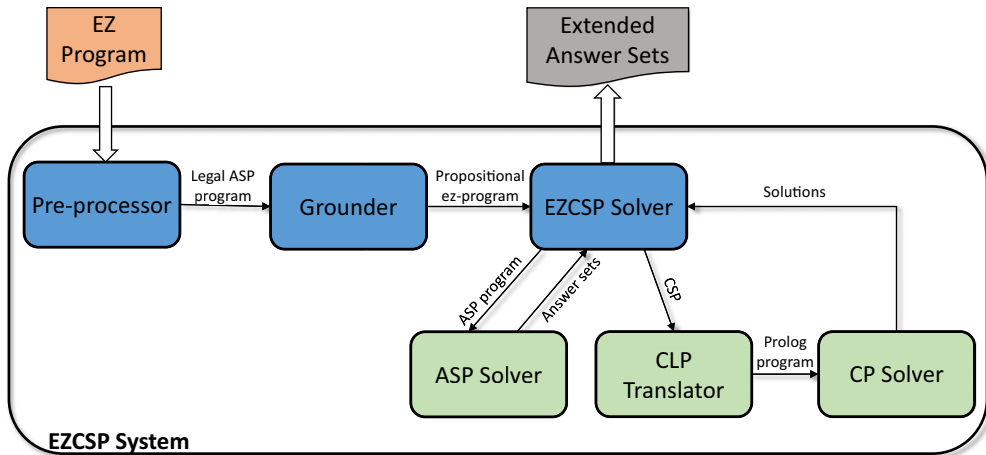 EZ
Program
Extended
Answer Sets
Pre-processor
Legal ASP
program
Grounder
Propositional
ez-program
EZCSP Solver
Solutions
ASP program
Answer sets
CSP
ASP Solver
CLP
Translator
Prolog
program
CP Solver
EZCSP System